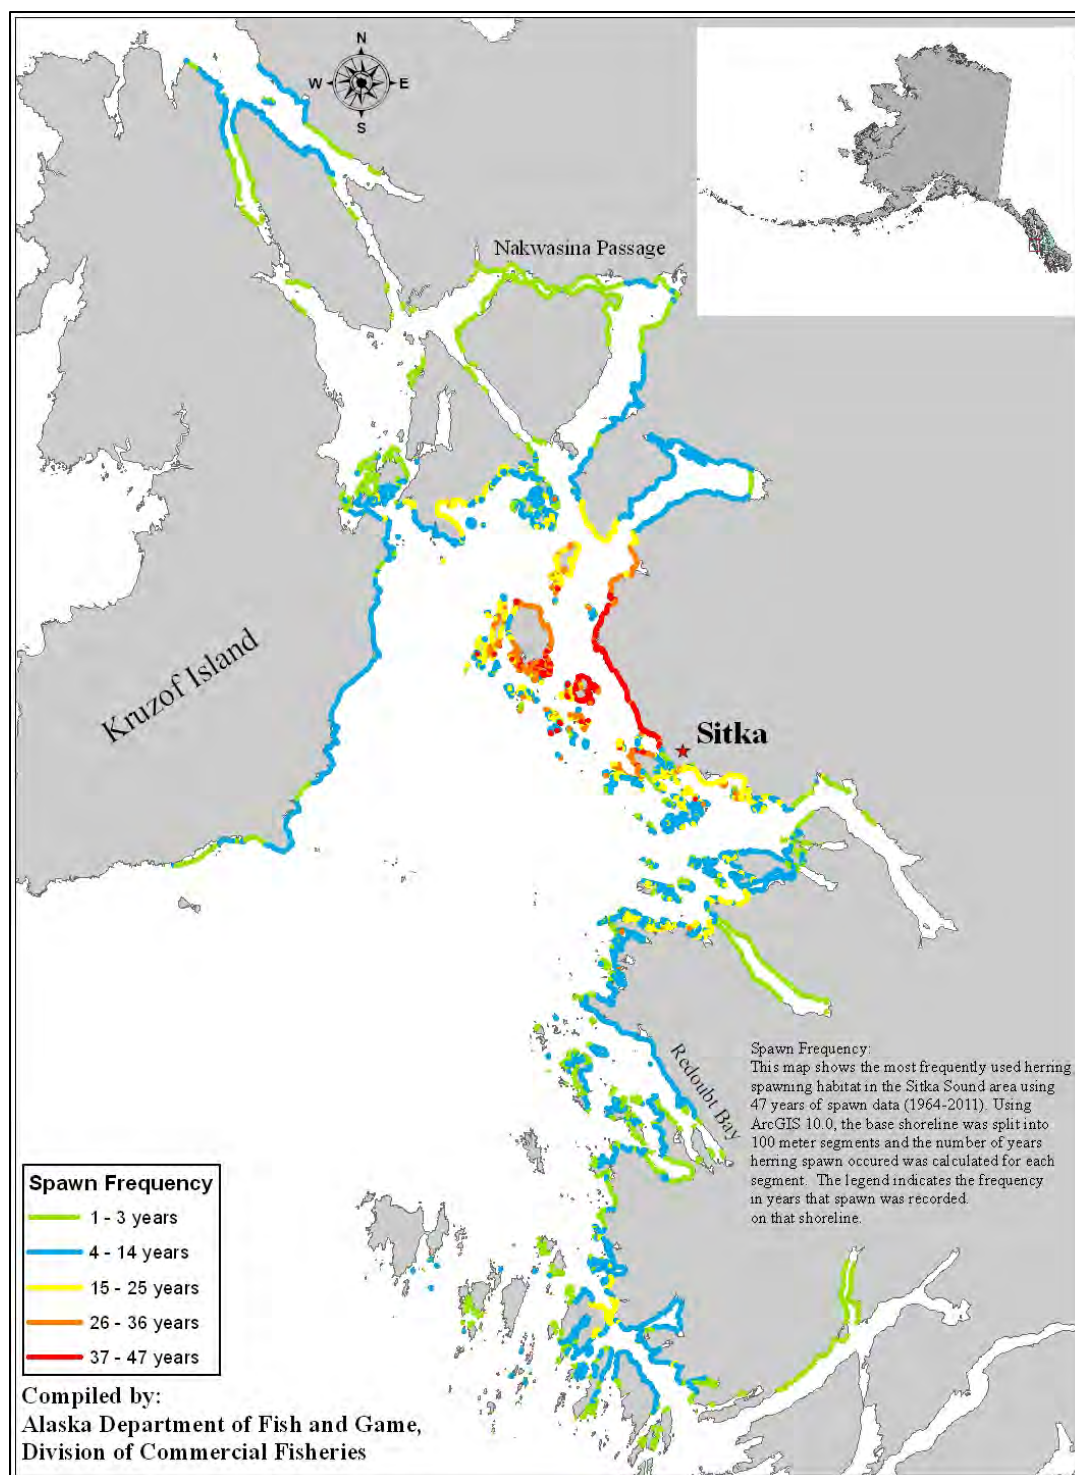 N
W
E
S
Nakwasina Passage
Kruzof Island
Sitka
Redoubt Bay
Spawn Frequency:
This map shows the most frequently used herring
spawning habitat in the Sitka Sound area using
47 years of spawn data (1964-2011). Using
ArcGIS 10.0, the base shoreline was split into
100 meter segments and the number of years
herring spawn occured was calculated for each
segment. The legend indicates the frequency
in years that spawn was recorded.
on that shoreline.
Spawn Frequency
1 - 3 years
4 - 14 years
15 - 25 years
26 - 36 years
37 - 47 years
Compiled by:
Alaska Department of Fish and Game,
Division of Commercial Fisheries